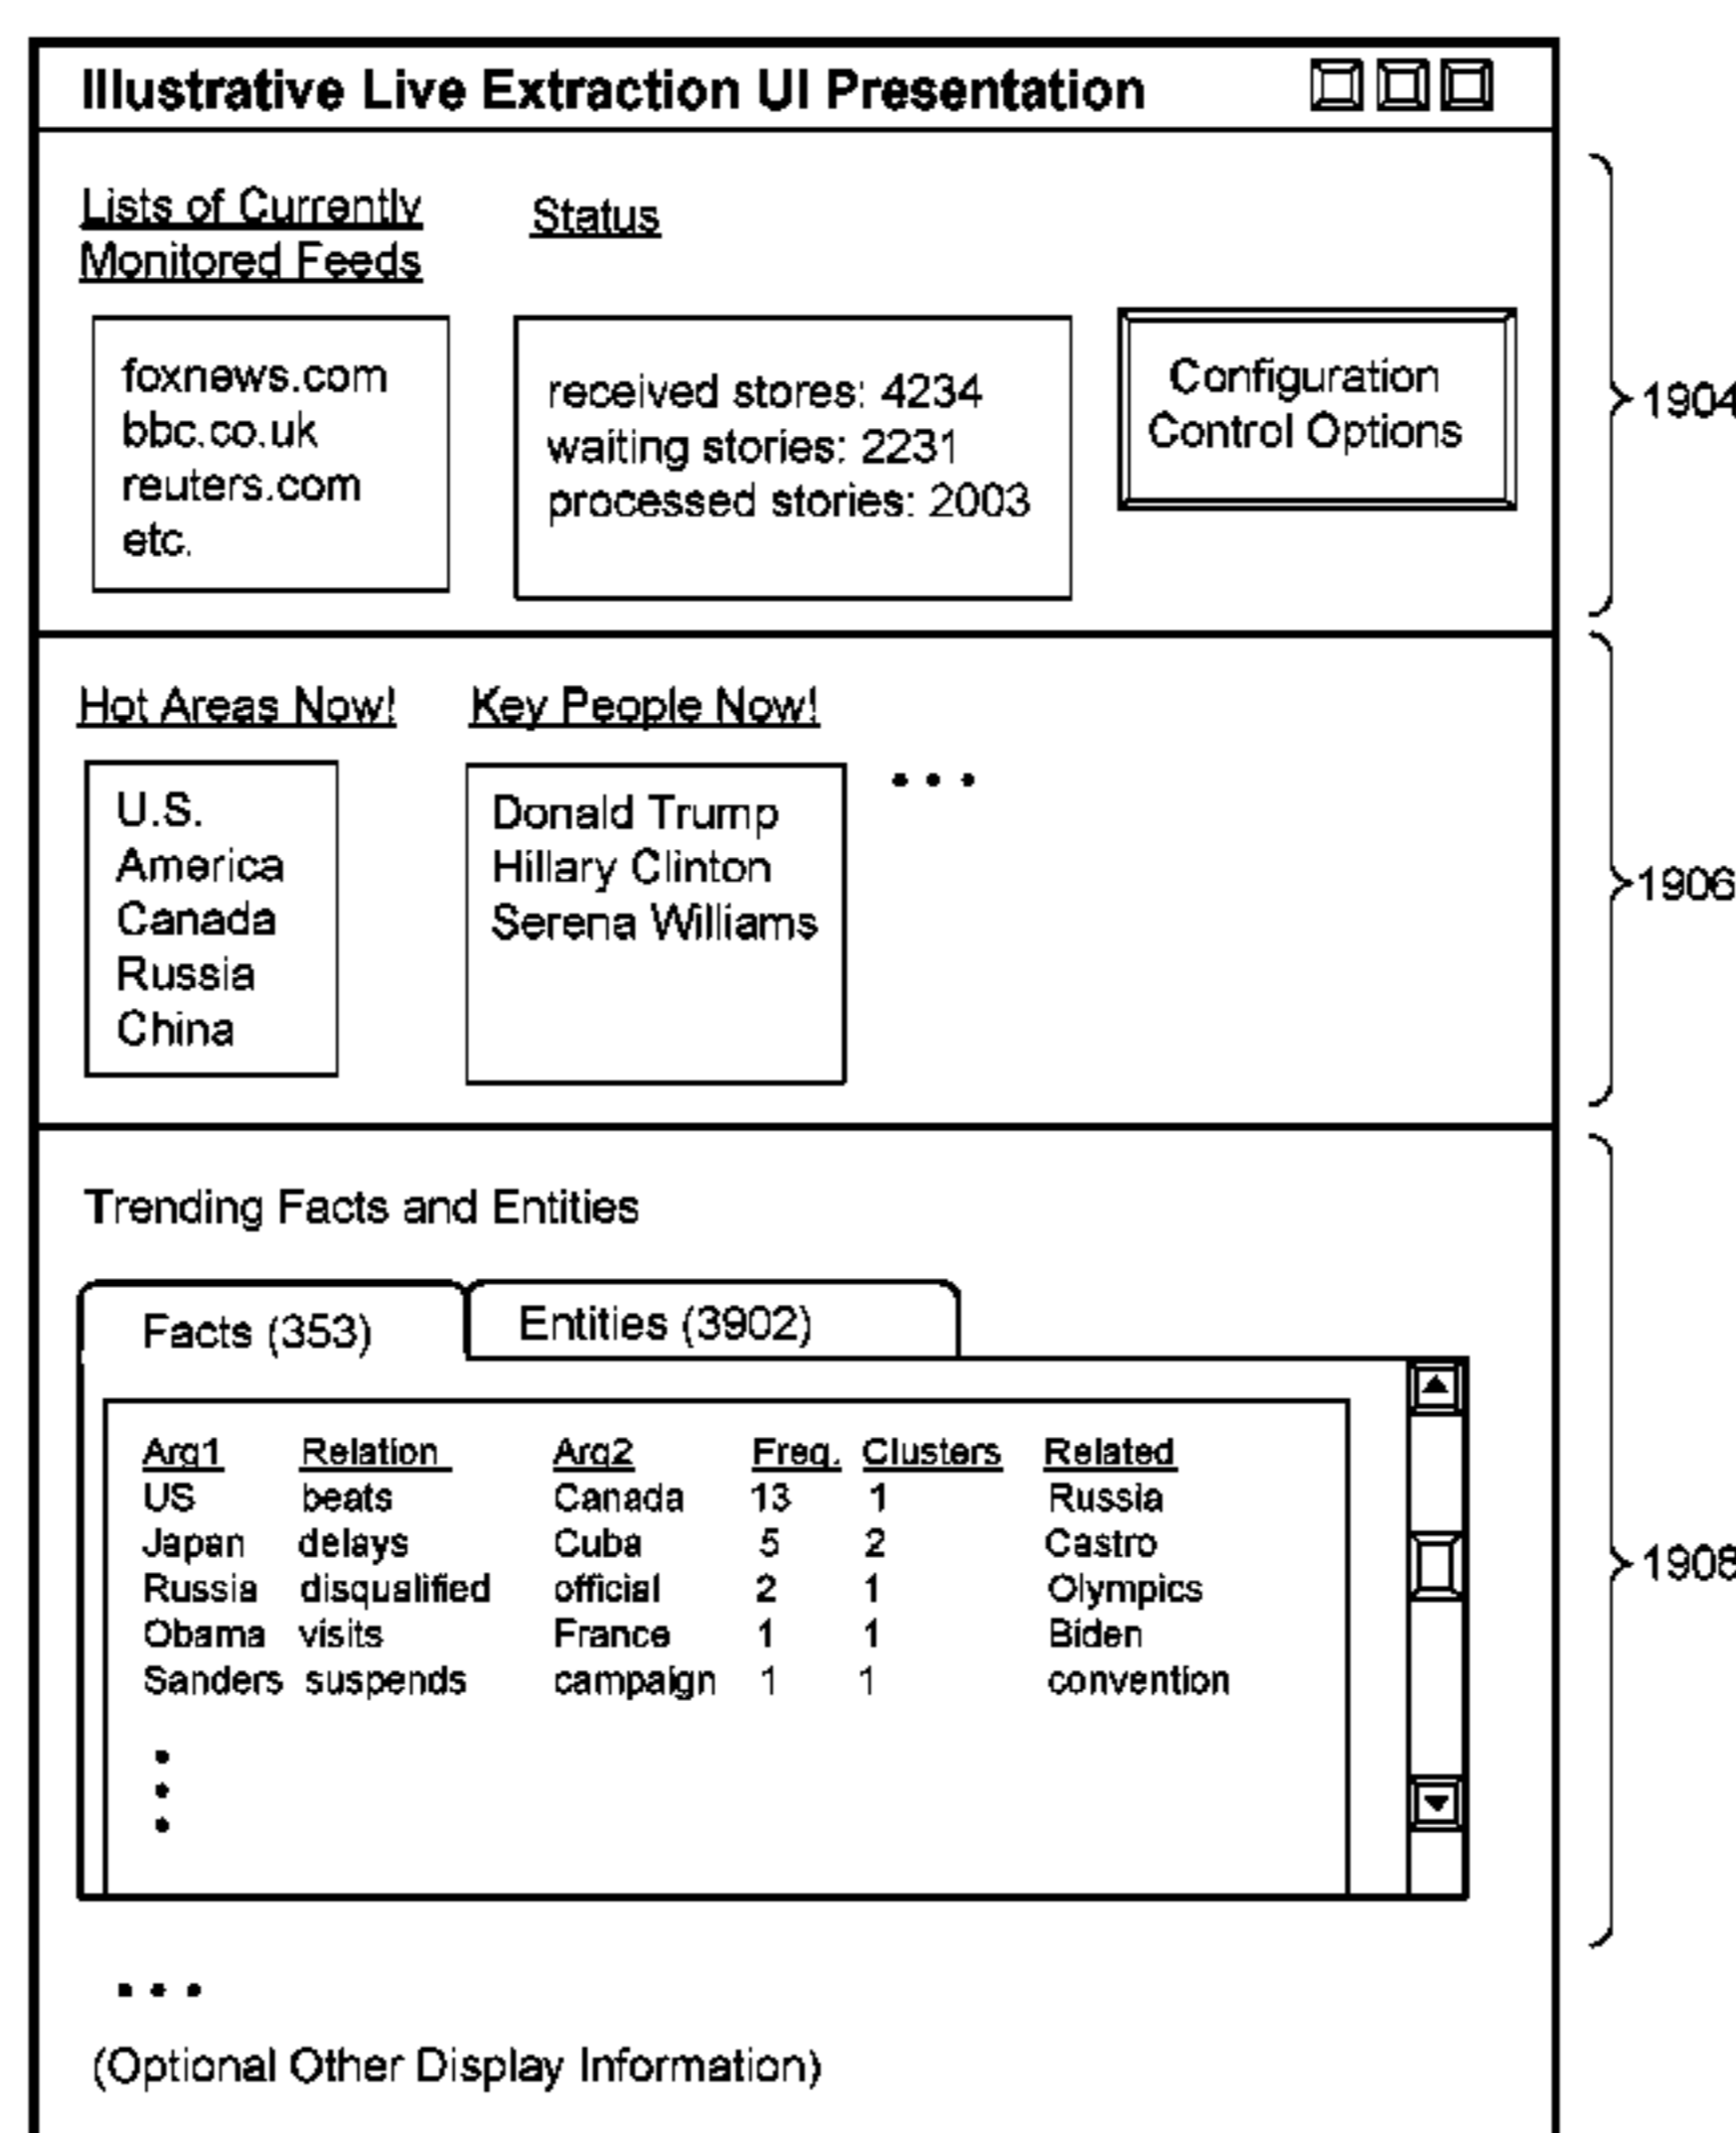 Illustrative Live Extraction UI Presentation
Lists of Currently
Monitored Feeds
Status
foxnews.com
bbc.co.uk
reuters.com
etc.
received stores: 4234
waiting stories: 2231
processed stories: 2003
Configuration
Control Options
1904
Hot Areas Now!
Key People Now!
U.S.
America
Canada
Russia
China
Donald Trump
Hillary Clinton
Serena Williams
• • •
1906
Trending Facts and Entities
Facts (353)
Entities (3902)
Arg1 Relation Arg2 Freq. Clusters Related
US beats Canada 13 1 Russia
Japan delays Cuba 5 2 Castro
Russia disqualified official 2 1 Olympics
Obama visits France 1 1 Biden
Sanders suspends campaign 1 1 convention
1908
• • •
(Optional Other Display Information)